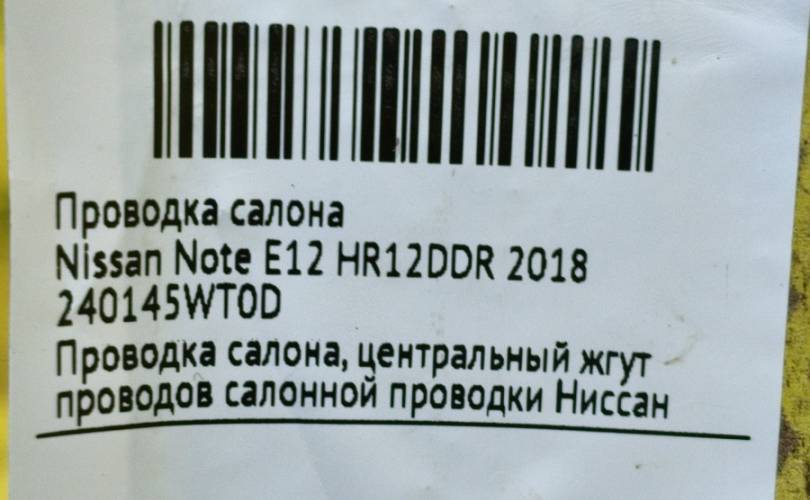 Проводка салона
Nissan Note E12 HR12DDR 2018
240145WT0D
Проводка салона, центральный жгут
проводов салонной проводки Ниссан